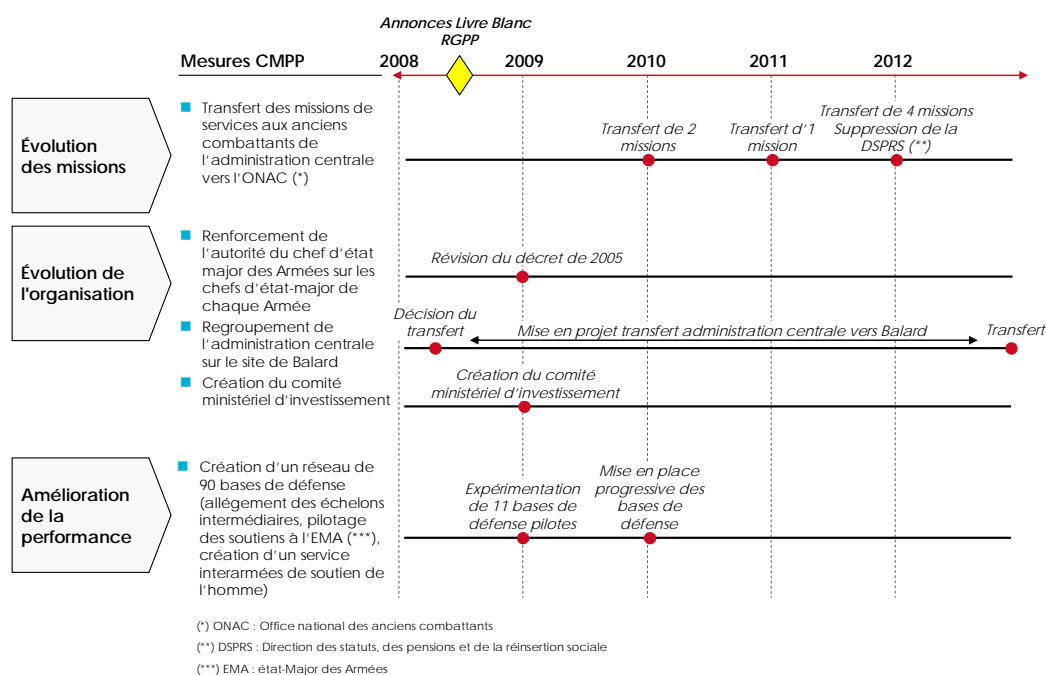 Annonces Livre Blanc
RGPP
Mesures CMPP
2008
2009
2010
2011
2012
Évolution
des missions
Transfert des missions de
services aux anciens
combattants de
l’administration centrale
vers l’ONAC (*)
Transfert de 2
missions
Transfert d’1
mission
Transfert de 4 missions
Suppression de la
DSPRS (**)
Évolution de
l'organisation
Renforcement de
l’autorité du chef d’état
major des Armées sur les
chefs d’état-major de
chaque Armée
Révision du décret de 2005
Regroupement de
l’administration centrale
sur le site de Balard
Décision du
transfert
Mise en projet transfert administration centrale vers Balard
Transfert
Création du comité
ministériel d’investissement
Création du comité
ministériel d’investissement
Amélioration
de la
performance
Création d’un réseau de
90 bases de défense
(allégement des échelons
intermédiaires, pilotage
des soutiens à l’EMA (***),
création d’un service
interarmées de soutien de
l’homme)
Expérimentation
de 11 bases de
défense pilotes
Mise en place
progressive des
bases de
défense
(*) ONAC : Office national des anciens combattants
(**) DSPRS : Direction des statuts, des pensions et de la réinsertion sociale
(***) EMA : état-Major des Armées